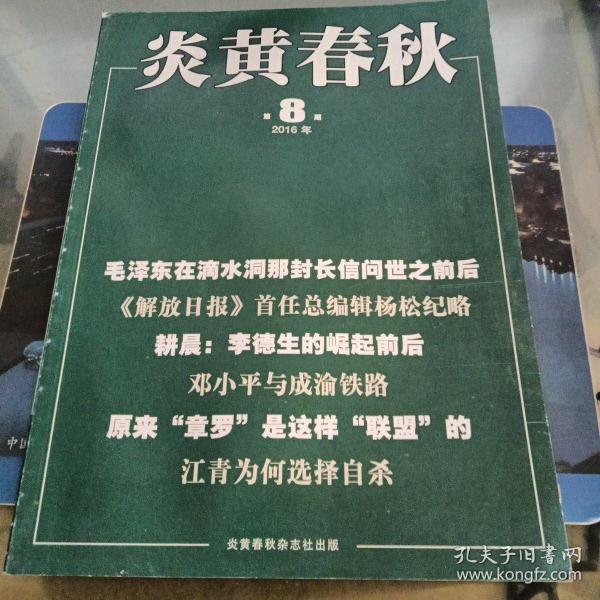 炎黄春秋
第8期
2016年
毛泽东在滴水洞那封长信问世之前后
《解放日报》首任总编辑杨松纪略
耕晨：李德生的崛起前后
邓小平与成渝铁路
原来“章罗”是这样“联盟”的
江青为何选择自杀
炎黄春秋杂志社出版
中国
孔夫子旧书网
www.kongfz.com